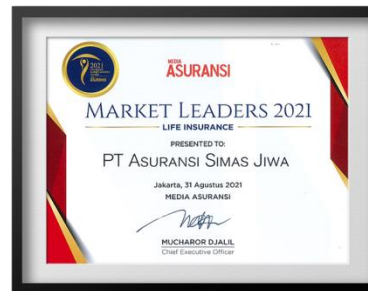 2021
MEDIA
ASURANSI
MARKET LEADERS 2021
LIFE INSURANCE
PRESENTED TO:
PT ASURANSI SIMAS JIWA
Jakarta, 31 Agustus 2021
MEDIA ASURANSI
MUCHAROR DJALIL
Chief Executive Officer